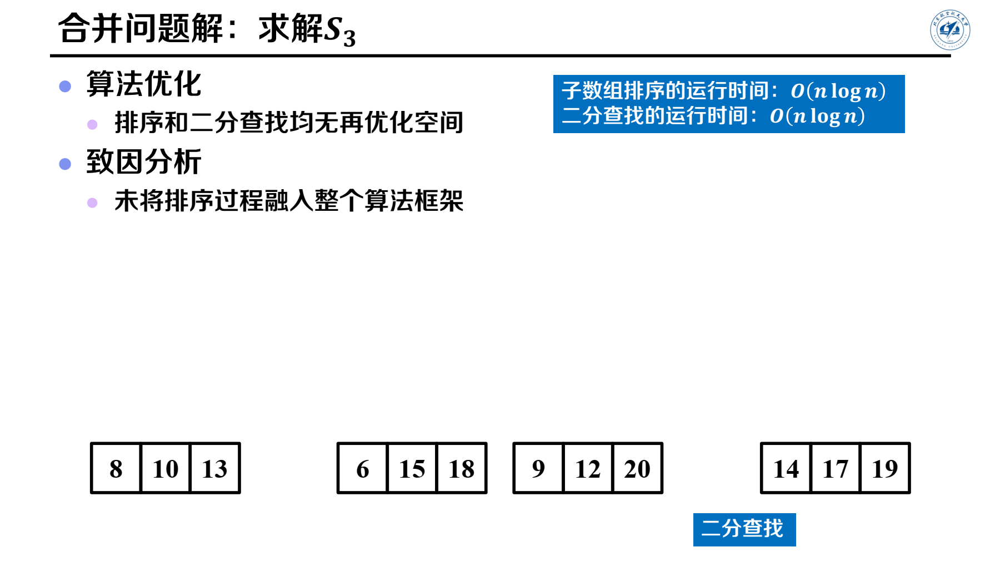 合并问题解：求解S₃
算法优化
排序和二分查找均无再优化空间
致因分析
未将排序过程融入整个算法框架
子数组排序的运行时间：O(n log n)
二分查找的运行时间：O(n log n)
8 10 13 6 15 18 9 12 20 14 17 19
二分查找